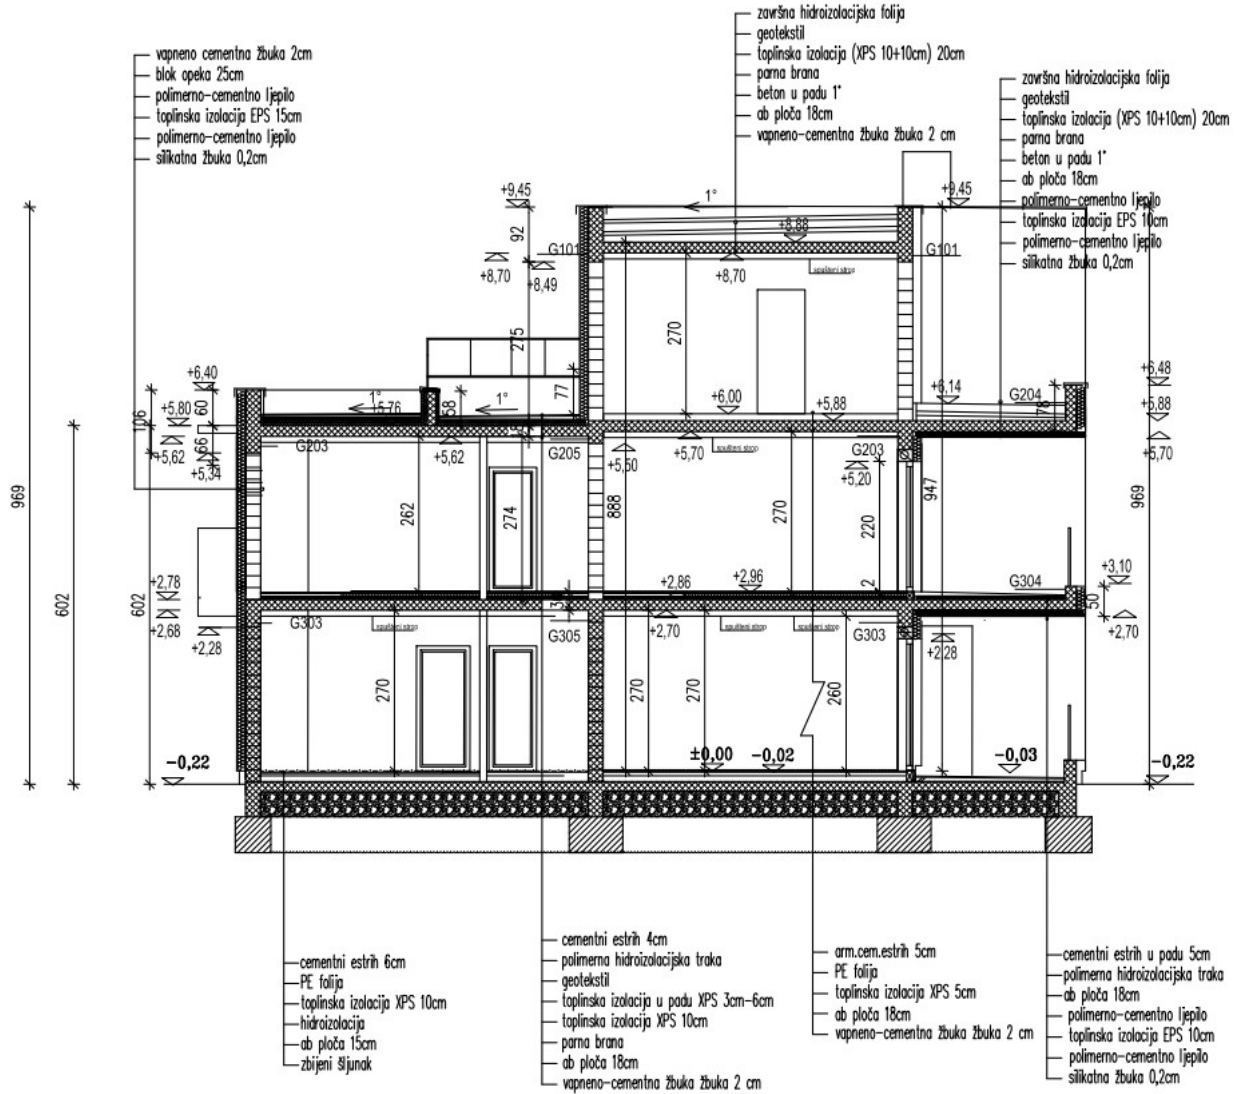 završna hidroizolacijska folija
geotekstil
toplinska izolacija (XPS 10+10cm) 20cm
parna brana
beton u padu 1°
ab ploča 18cm
vapneno-cementna žbuka žbuka 2 cm
vapneno cementna žbuka 2cm
blok opeka 25cm
polimerno-cementno ljepilo
toplinska izolacija EPS 15cm
polimerno-cementno ljepilo
silikatna žbuka 0,2cm
završna hidroizolacijska folija
geotekstil
toplinska izolacija (XPS 10+10cm) 20cm
parna brana
beton u padu 1°
ab ploča 18cm
polimerno-cementno ljepilo
toplinska izolacija EPS 10cm
polimerno-cementno ljepilo
silikatna žbuka 0,2cm
+9,45
1°
+9,45
92
+8,88
G101
G101
+8,70
+8,49
+8,70
spušteni strop
275
270
77
+6,40
+6,48
1°
+5,76
58
1°
+6,00
+5,88
+6,14
G204
78
+5,88
106
+5,80
60
66
+5,62
+5,34
G203
+5,62
G205
+5,50
+5,70
spušteni strop
G203
+5,20
+5,70
969
262
274
888
270
220
947
969
602
602
+2,78
+2,68
+2,28
+2,86
+2,96
2
G304
+3,10
50
+2,70
G303
spušteni strop
G305
+2,70
spušteni strop
spušteni strop
G303
+2,28
270
270
270
260
-0,22
±0,00
-0,02
-0,03
-0,22
cementni estrih 6cm
PE folija
toplinska izolacija XPS 10cm
hidroizolacija
ab ploča 15cm
zbijeni šljunak
cementni estrih 4cm
polimerna hidroizolacijska traka
geotekstil
toplinska izolacija u padu XPS 3cm-6cm
toplinska izolacija XPS 10cm
parna brana
ab ploča 18cm
vapneno-cementna žbuka žbuka 2 cm
arm.cem.estrih 5cm
PE folija
toplinska izolacija XPS 5cm
ab ploča 18cm
vapneno-cementna žbuka žbuka 2 cm
cementni estrih u padu 5cm
polimerna hidroizolacijska traka
ab ploča 18cm
polimerno-cementno ljepilo
toplinska izolacija EPS 10cm
polimerno-cementno ljepilo
silikatna žbuka 0,2cm